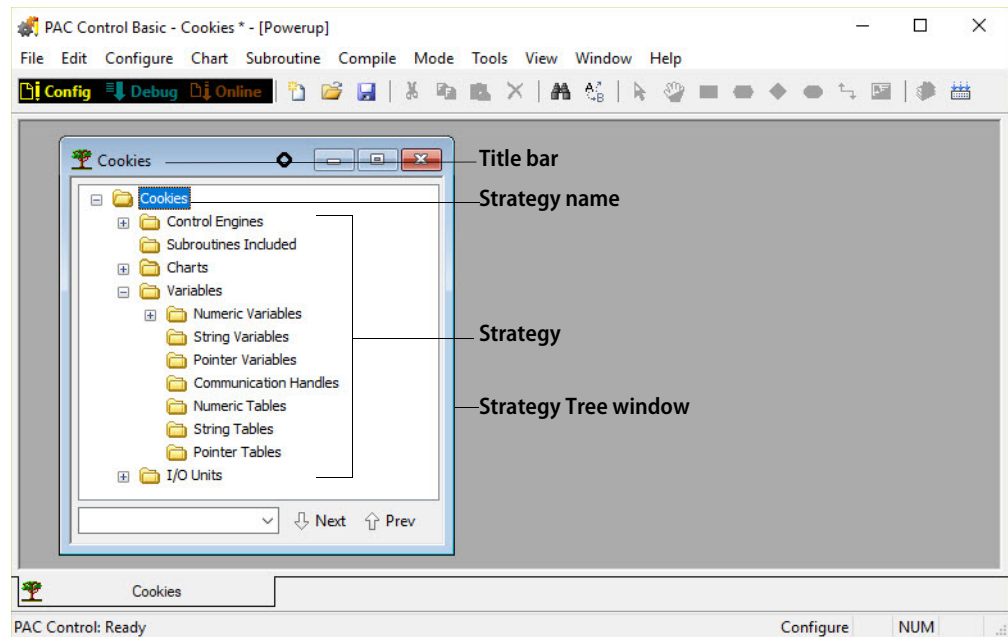 PAC Control Basic - Cookies * - [Powerup]
File Edit Configure Chart Subroutine Compile Mode Tools View Window Help
Config Debug Online
Cookies
Title bar
Cookies
Strategy name
Control Engines
Subroutines Included
Charts
Variables
Numeric Variables
String Variables
Strategy
Pointer Variables
Communication Handles
Numeric Tables
Strategy Tree window
String Tables
Pointer Tables
I/O Units
Next Prev
Cookies
PAC Control: Ready Configure NUM